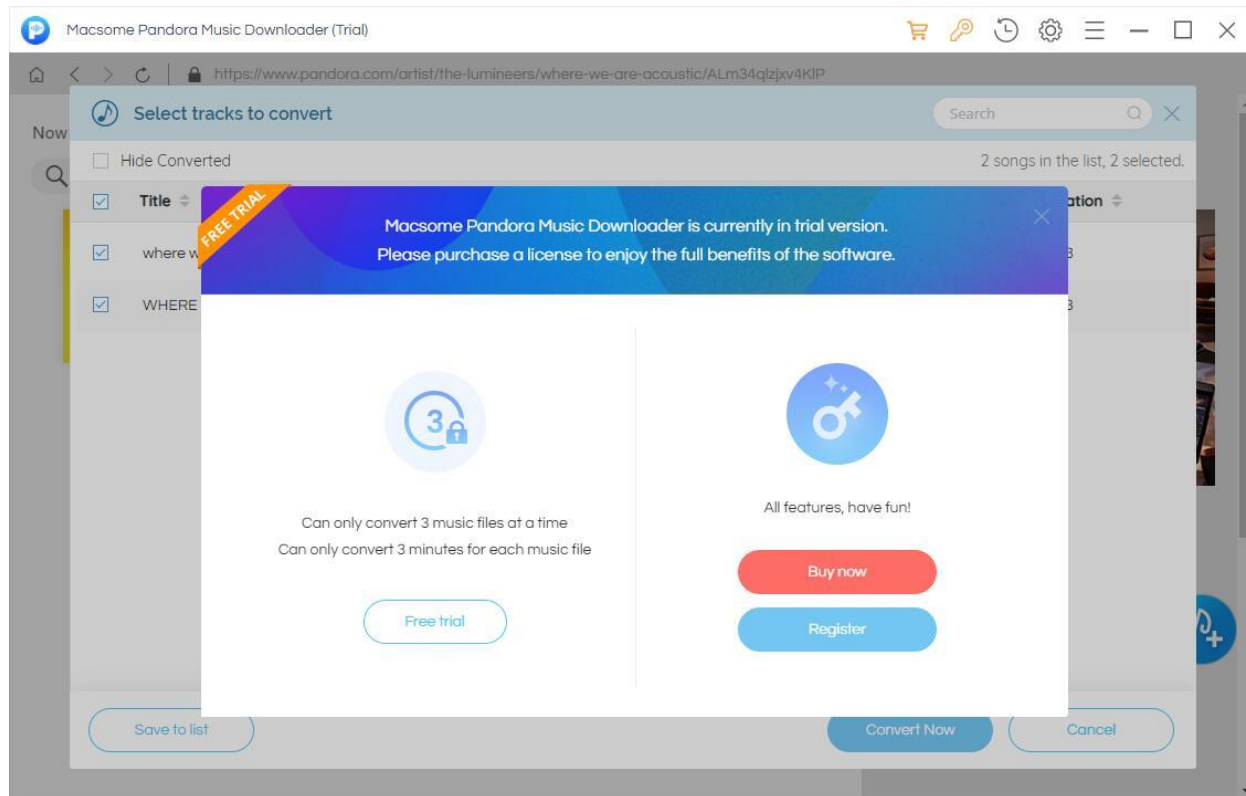 Macsome Pandora Music Downloader (Trial)
https://www.pandora.com/artist/the-lumineers/where-we-are-acoustic/ALm34qlzjxv4KlP
Now
Select tracks to convert
Search
Hide Converted
2 songs in the list, 2 selected.
Title
ation
FREE TRIAL
Macsome Pandora Music Downloader is currently in trial version.
Please purchase a license to enjoy the full benefits of the software.
where w
3
WHERE
3
3
Can only convert 3 music files at a time
Can only convert 3 minutes for each music file
Free trial
All features, have fun!
Buy now
Register
Save to list
Convert Now
Cancel